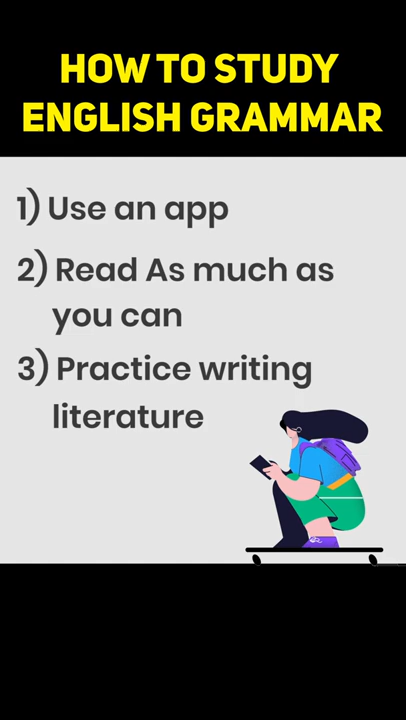 HOW TO STUDY
ENGLISH GRAMMAR
1) Use an app
2) Read As much as
you can
3) Practice writing
literature